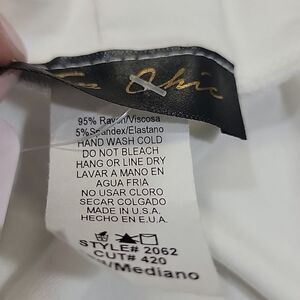 Chic
95% Rayon/Viscosa
5%Spandex/Elastano
HAND WASH COLD
DO NOT BLEACH
HANG OR LINE DRY
LAVAR A MANO EN
AGUA FRIA
NO USAR CLORO
SECAR COLGADO
MADE IN U.S.A.
HECHO EN E.U.A.
STYLE# 2062
CUT# 420
/Mediano